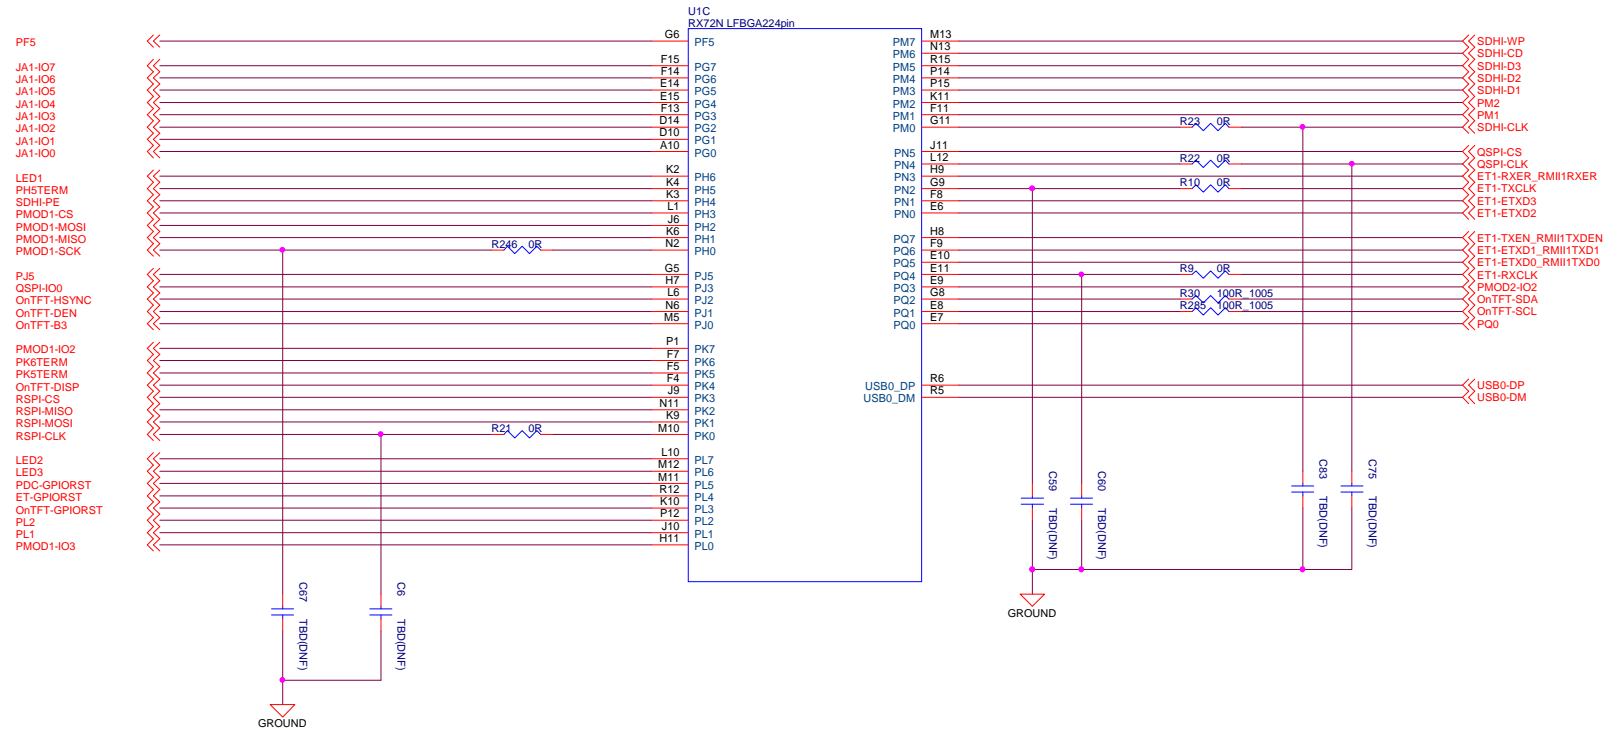 U1C
RX72N LFBGA224pin
PF5 G6 PF5
JA1-IO7 F15 PG7
JA1-IO6 F14 PG6
JA1-IO5 E14 PG5
JA1-IO4 E15 PG4
JA1-IO3 F13 PG3
JA1-IO2 D14 PG2
JA1-IO1 D10 PG1
JA1-IO0 A10 PG0
LED1 K2 PH6
PH5TERM K4 PH5
SDHI-PE K3 PH4
PMOD1-CS L1 PH3
PMOD1-MOSI J6 PH2
PMOD1-MISO K6 PH1
PMOD1-SCK R246 0R N2 PH0
PJ5 G5 PJ5
QSPI-IO0 H7 PJ3
OnTFT-HSYNC L6 PJ2
OnTFT-DEN N6 PJ1
OnTFT-B3 M5 PJ0
PMOD1-IO2 P1 PK7
PK6TERM F7 PK6
PK5TERM F5 PK5
OnTFT-DISP F4 PK4
RSPI-CS J9 PK3
RSPI-MISO N11 PK2
RSPI-MOSI K9 PK1
RSPI-CLK R21 0R M10 PK0
LED2 L10 PL7
LED3 M12 PL6
PDC-GPIORST M11 PL5
ET-GPIORST R12 PL4
OnTFT-GPIORST K10 PL3
PL2 P12 PL2
PL1 J10 PL1
PMOD1-IO3 H11 PL0
C67 TBD(DNF)
C6 TBD(DNF)
GROUND
PM7 M13 SDHI-WP
PM6 N13 SDHI-CD
PM5 R15 SDHI-D3
PM4 P14 SDHI-D2
PM3 P15 SDHI-D1
PM2 K11 PM2
PM1 F11 PM1
PM0 G11 R23 0R SDHI-CLK
PN5 J11 QSPI-CS
PN4 L12 R22 0R QSPI-CLK
PN3 H9 ET1-RXER_RMII1RXER
PN2 G9 R10 0R ET1-TXCLK
PN1 F8 ET1-ETXD3
PN0 E6 ET1-ETXD2
PQ7 H8 ET1-TXEN_RMII1TXDEN
PQ6 F9 ET1-ETXD1_RMII1TXD1
PQ5 E10 ET1-ETXD0_RMII1TXD0
PQ4 E11 R9 0R ET1-RXCLK
PQ3 E9 PMOD2-IO2
PQ2 G8 R30 100R_1005 OnTFT-SDA
PQ1 E8 R285 100R_1005 OnTFT-SCL
PQ0 E7 PQ0
USB0_DP R6 USB0-DP
USB0_DM R5 USB0-DM
C59 TBD(DNF)
C60 TBD(DNF)
C83 TBD(DNF)
C75 TBD(DNF)
GROUND